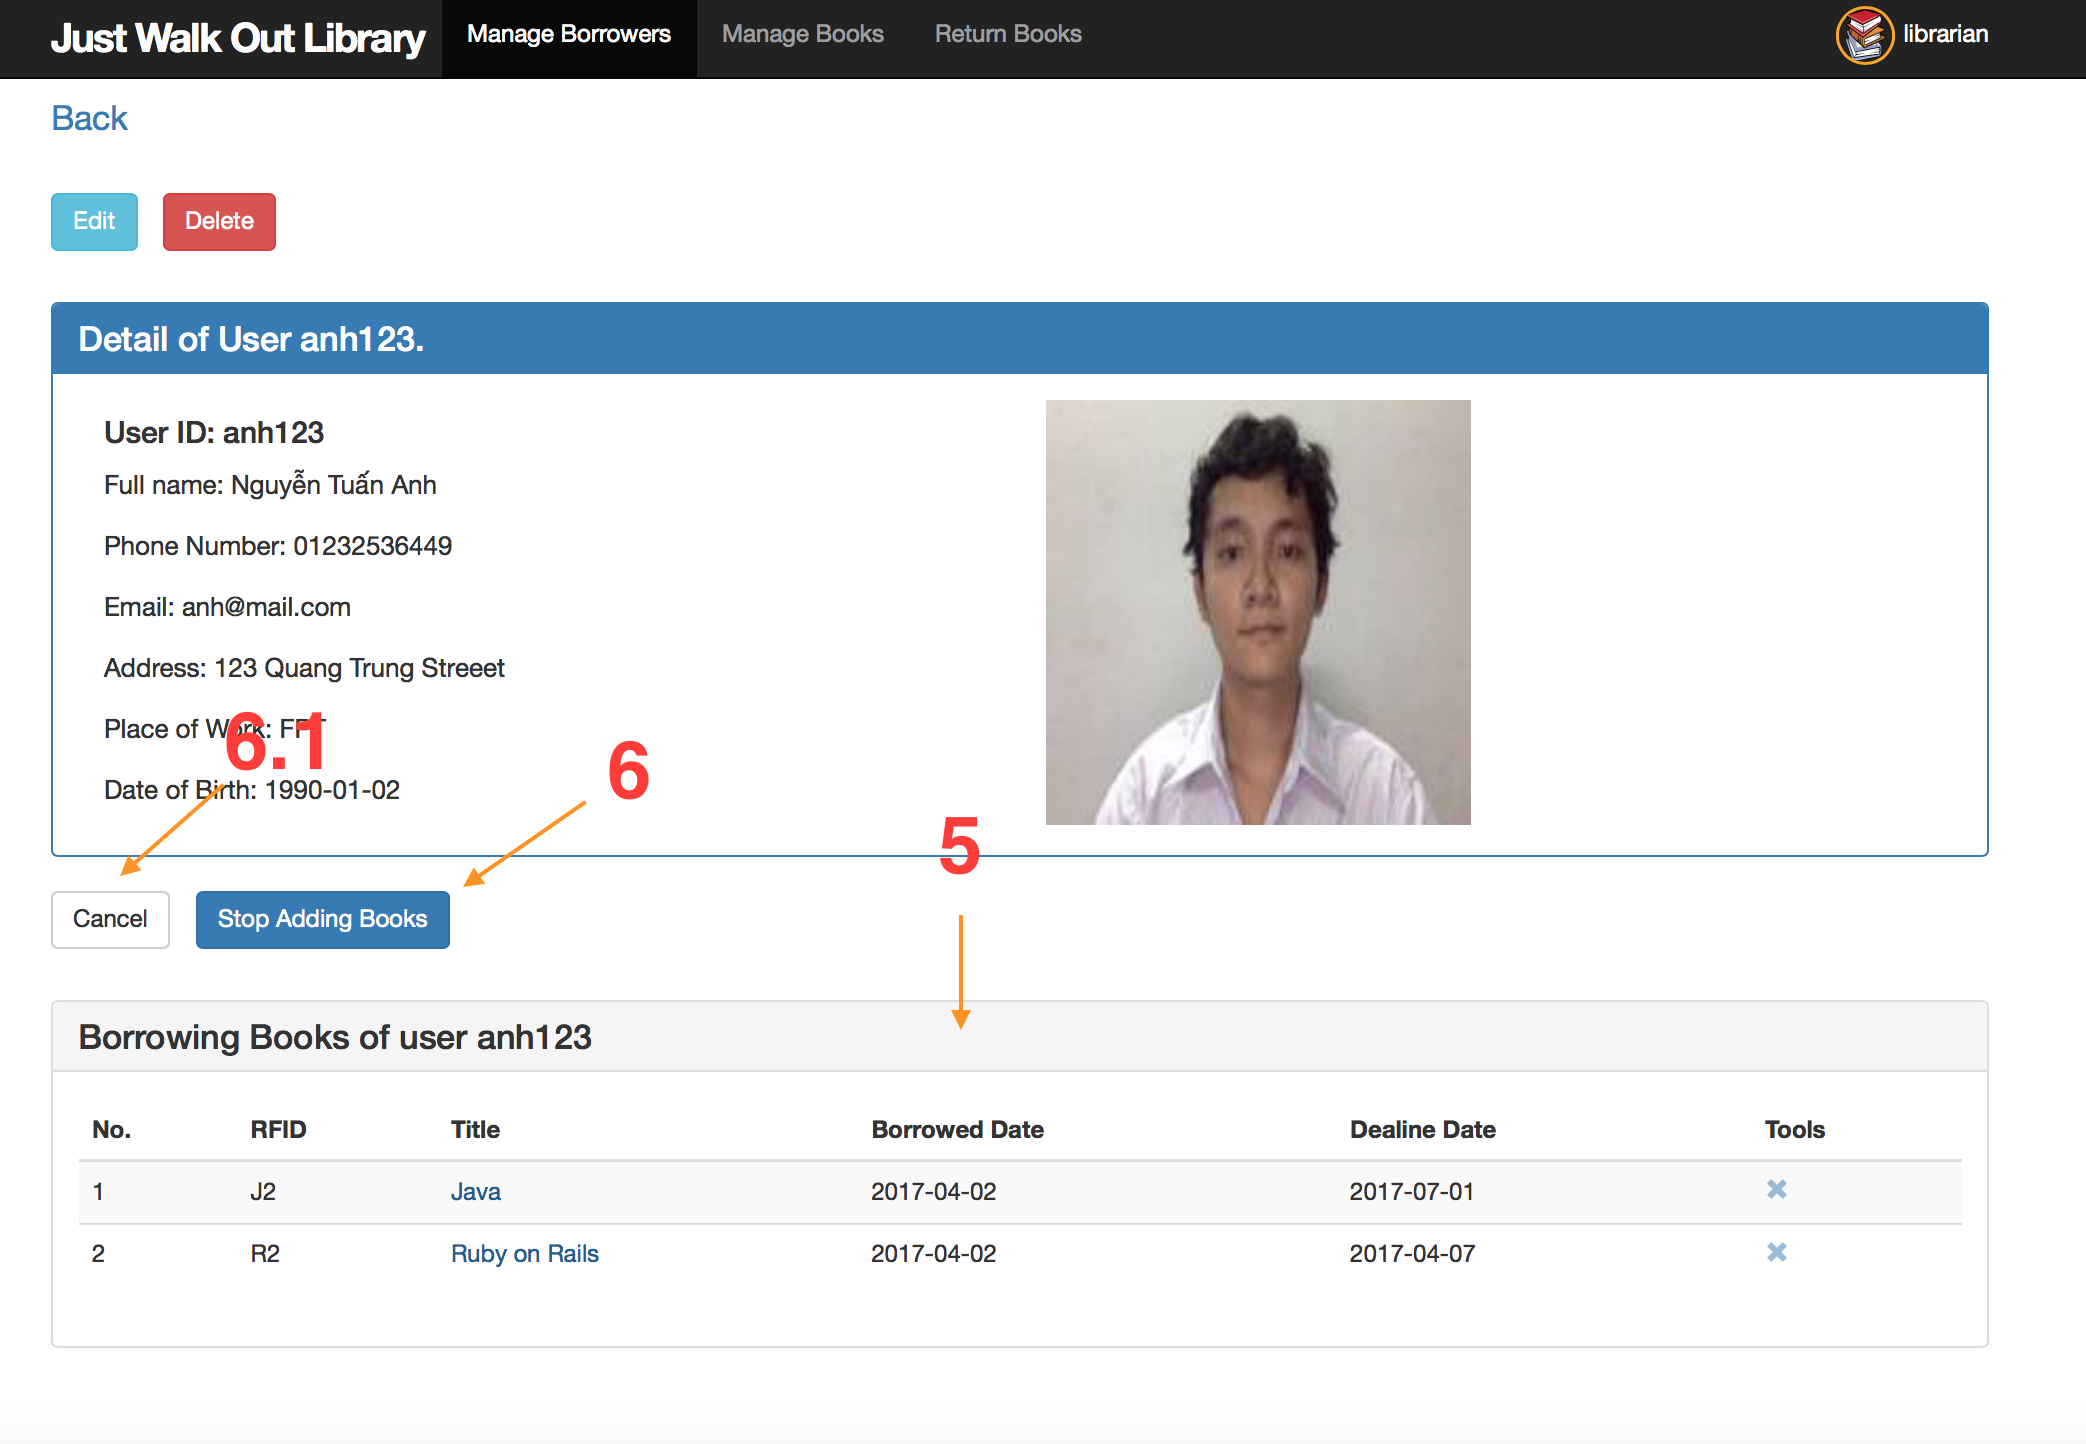 Just Walk Out Library Manage Borrowers Manage Books Return Books librarian
Back
Edit Delete
Detail of User anh123.
User ID: anh123
Full name: Nguyễn Tuấn Anh
Phone Number: 01232536449
Email: anh@mail.com
Address: 123 Quang Trung Streeet
Place of Work: FPT
6.1
6
Date of Birth: 1990-01-02
5
Cancel Stop Adding Books
Borrowing Books of user anh123
No. RFID Title Borrowed Date Dealine Date Tools
1 J2 Java 2017-04-02 2017-07-01
2 R2 Ruby on Rails 2017-04-02 2017-04-07